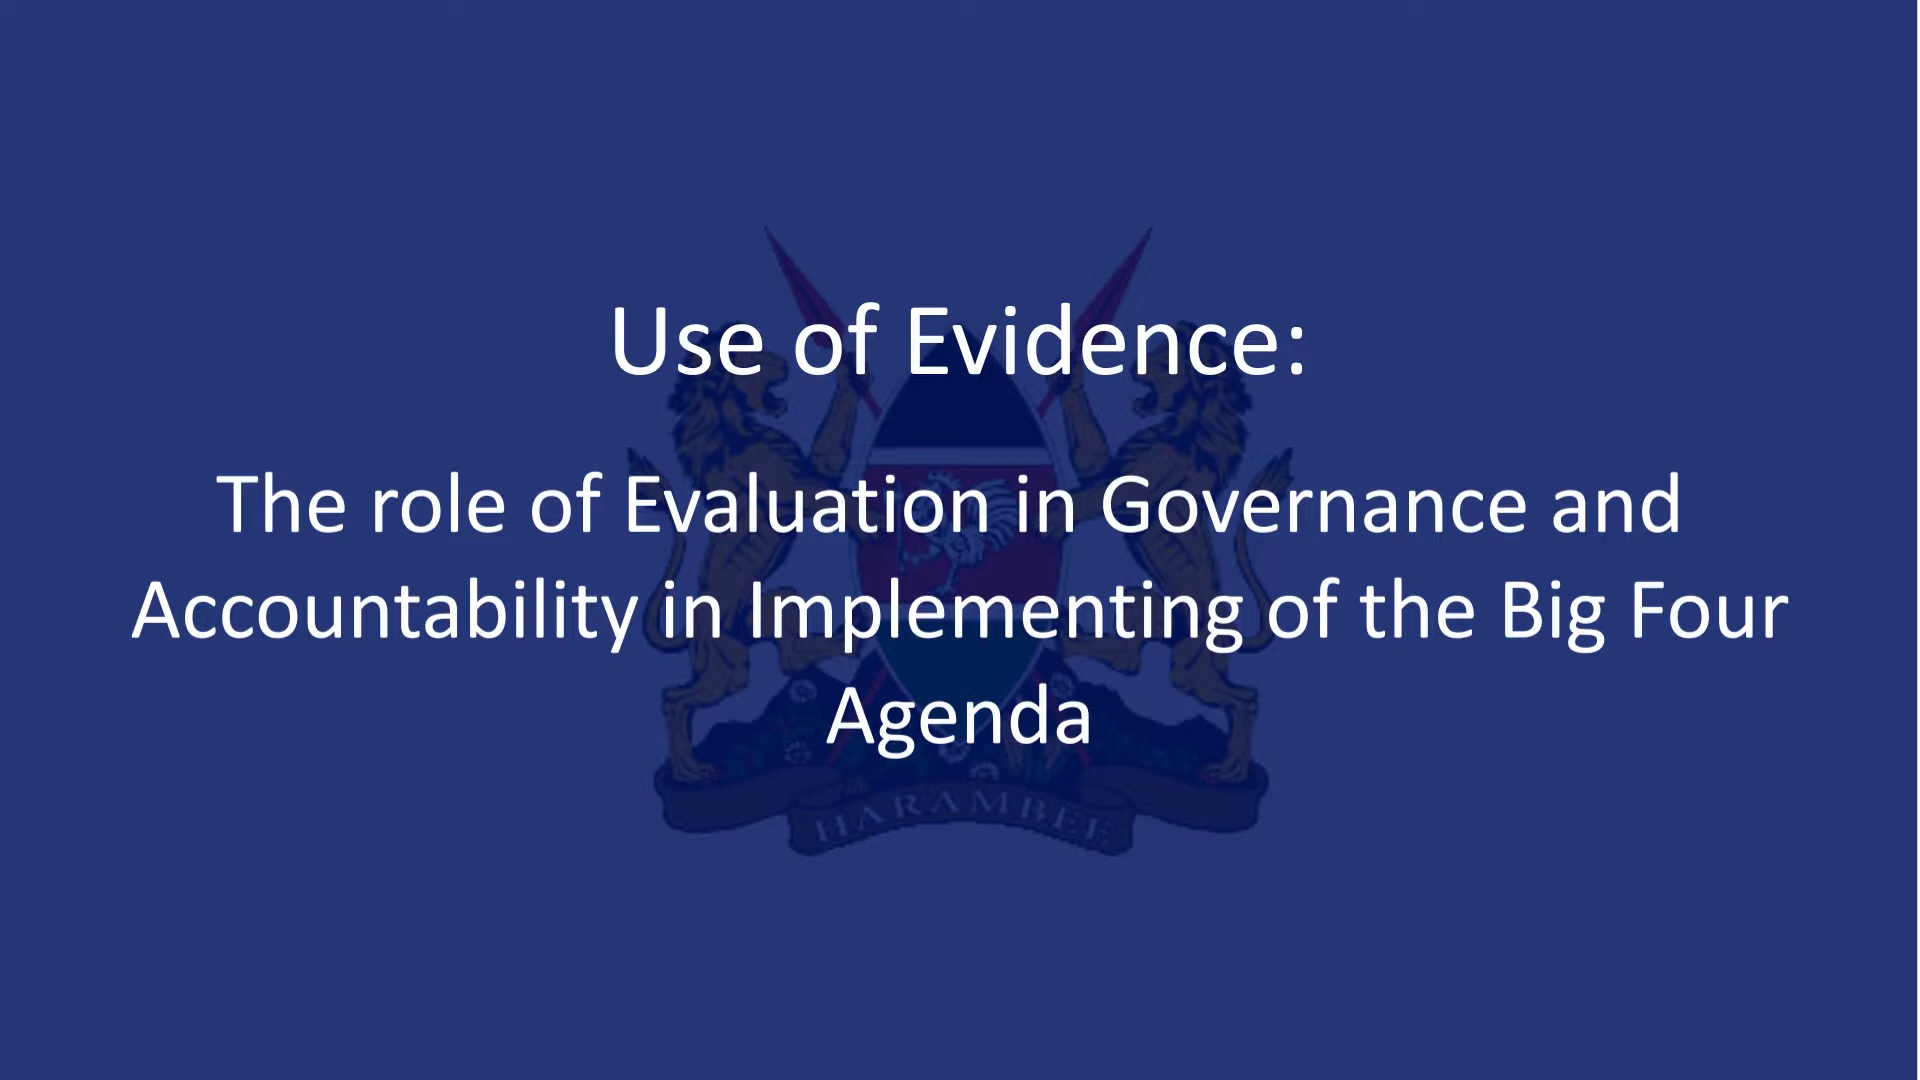 Use of Evidence:
The role of Evaluation in Governance and
Accountability in Implementing of the Big Four
Agenda
HARAMBEE